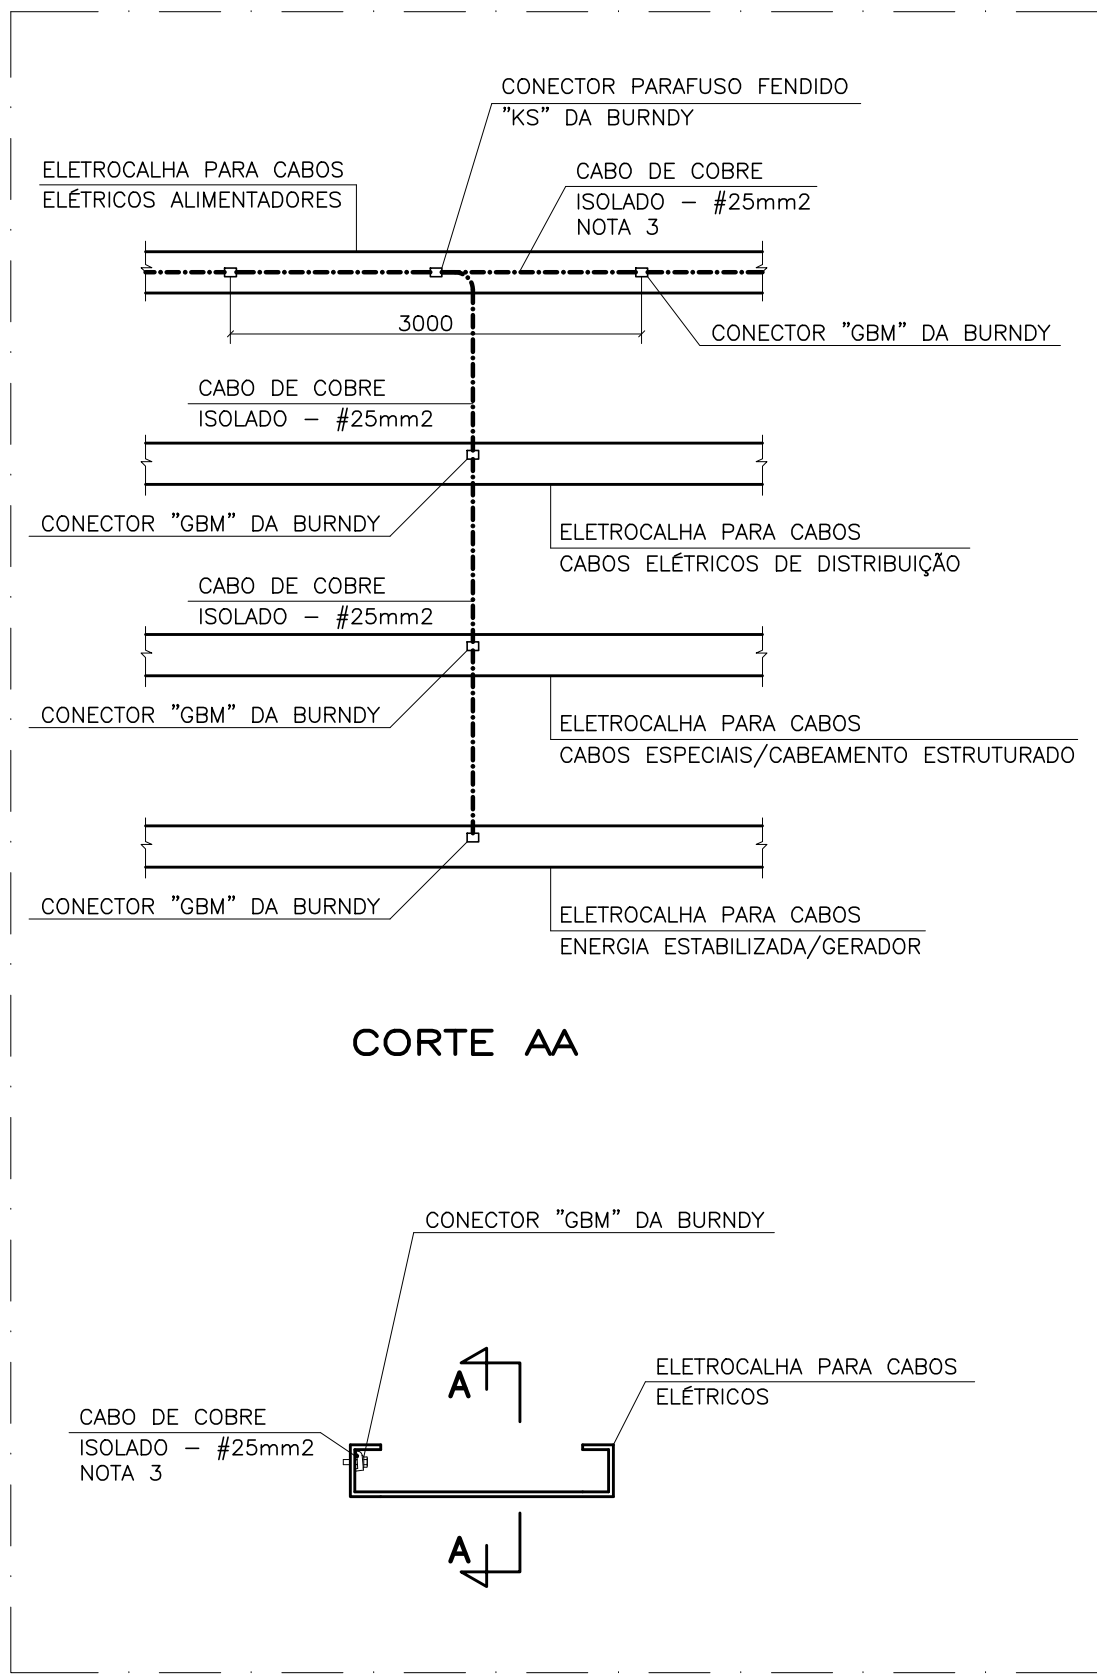 CONECTOR PARAFUSO FENDIDO
"KS" DA BURNDY
ELETROCALHA PARA CABOS
ELÉTRICOS ALIMENTADORES
CABO DE COBRE
ISOLADO – #25mm2
NOTA 3
3000
CONECTOR "GBM" DA BURNDY
CABO DE COBRE
ISOLADO – #25mm2
CONECTOR "GBM" DA BURNDY
ELETROCALHA PARA CABOS
CABOS ELÉTRICOS DE DISTRIBUIÇÃO
CABO DE COBRE
ISOLADO – #25mm2
CONECTOR "GBM" DA BURNDY
ELETROCALHA PARA CABOS
CABOS ESPECIAIS/CABEAMENTO ESTRUTURADO
CONECTOR "GBM" DA BURNDY
ELETROCALHA PARA CABOS
ENERGIA ESTABILIZADA/GERADOR
CORTE AA
CONECTOR "GBM" DA BURNDY
A
ELETROCALHA PARA CABOS
ELÉTRICOS
CABO DE COBRE
ISOLADO – #25mm2
NOTA 3
A